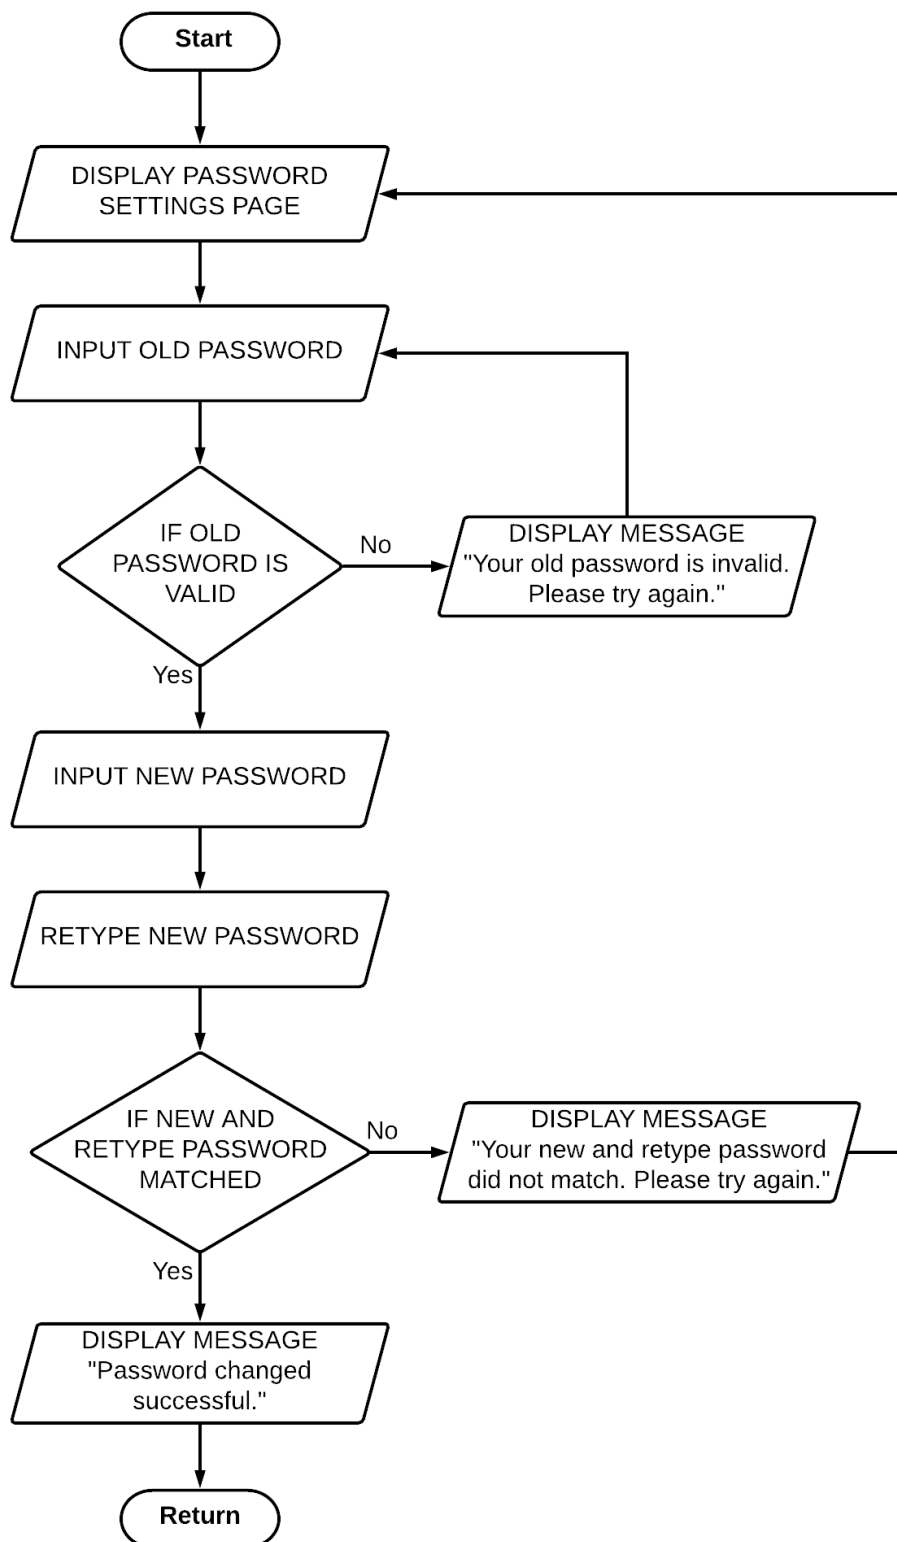 Start
DISPLAY PASSWORD
SETTINGS PAGE
INPUT OLD PASSWORD
IF OLD
PASSWORD IS
VALID
No
DISPLAY MESSAGE
"Your old password is invalid.
Please try again."
Yes
INPUT NEW PASSWORD
RETYPE NEW PASSWORD
IF NEW AND
RETYPE PASSWORD
MATCHED
No
DISPLAY MESSAGE
"Your new and retype password
did not match. Please try again."
Yes
DISPLAY MESSAGE
"Password changed
successful."
Return